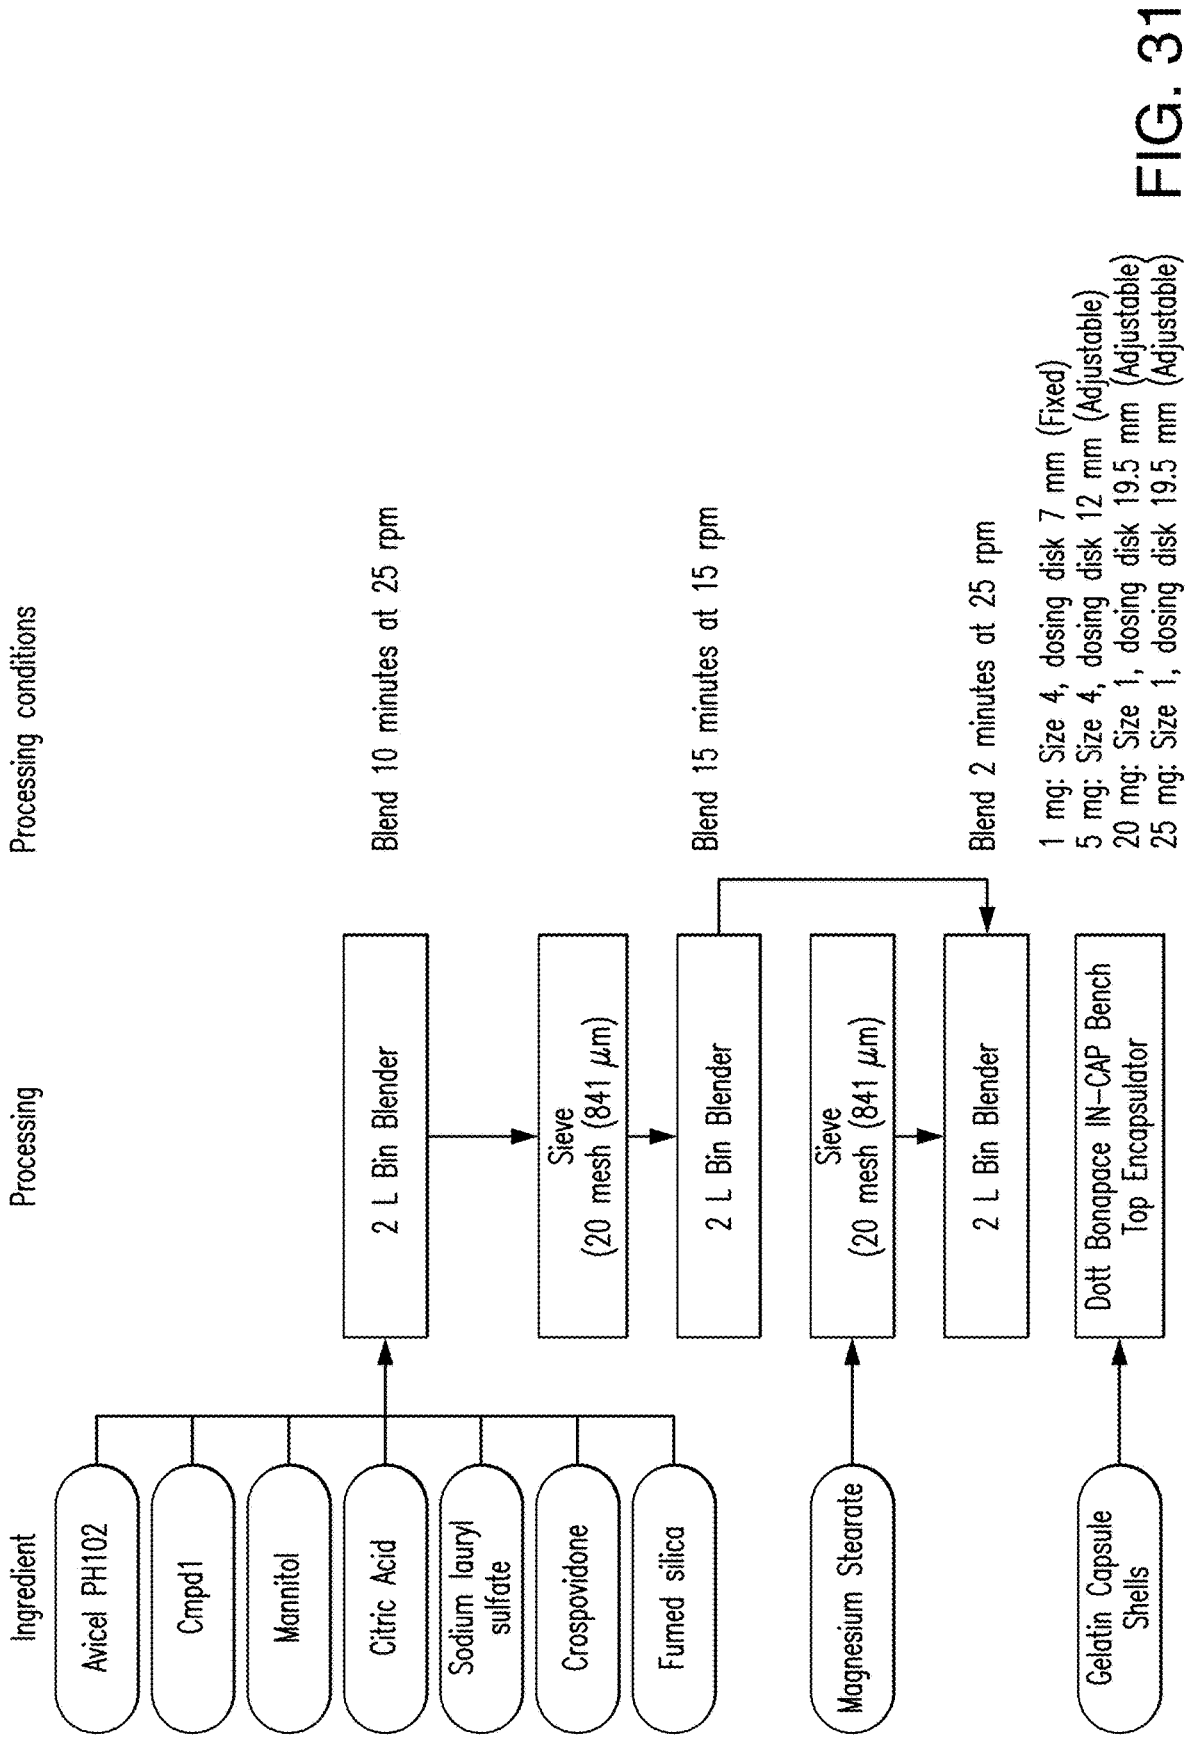 Ingredient
Processing
Processing conditions
Avicel PH102
Cmpd1
Mannitol
Citric Acid
Sodium lauryl
sulfate
Crospovidone
Fumed silica
2 L Bin Blender
Blend 10 minutes at 25 rpm
Sieve
(20 mesh (841 μm)
2 L Bin Blender
Blend 15 minutes at 15 rpm
Magnesium Stearate
Sieve
(20 mesh (841 μm)
2 L Bin Blender
Blend 2 minutes at 25 rpm
Gelatin Capsule
Shells
Dott Bonapace IN-CAP Bench
Top Encapsulator
1 mg: Size 4, dosing disk 7 mm (Fixed)
5 mg: Size 4, dosing disk 12 mm (Adjustable)
20 mg: Size 1, dosing disk 19.5 mm (Adjustable)
25 mg: Size 1, dosing disk 19.5 mm (Adjustable)
FIG. 31